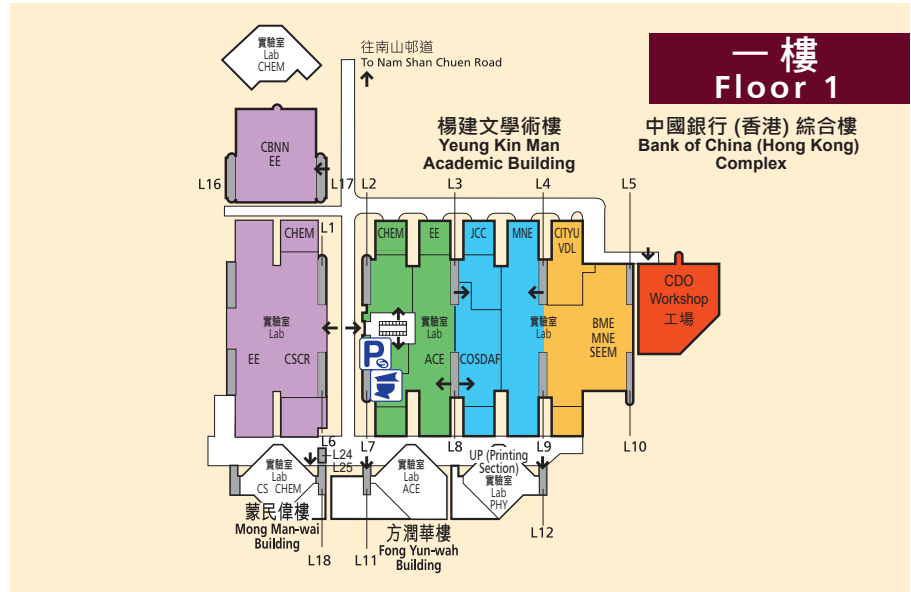 實驗室
Lab
CHEM
往南山邨道
To Nam Shan Chuen Road
一樓
Floor 1
楊建文學術樓
Yeung Kin Man
Academic Building
中國銀行 (香港) 綜合樓
Bank of China (Hong Kong)
Complex
CBNN
EE
L16
L17
L2
L3
L4
L5
CHEM
L1
CHEM
EE
JCC
MNE
CITYU
VDL
CDO
Workshop
工場
實驗室
Lab
實驗室
Lab
實驗室
Lab
BME
MNE
SEEM
EE
CSCR
P
ACE
COSDAF
L6
L24
L25
L7
L8
L9
L10
UP (Printing
Section)
實驗室
Lab
CS
CHEM
實驗室
Lab
ACE
實驗室
Lab
PHY
蒙民偉樓
Mong Man-wai
Building
L18
L11
方潤華樓
Fong Yun-wah
Building
L12